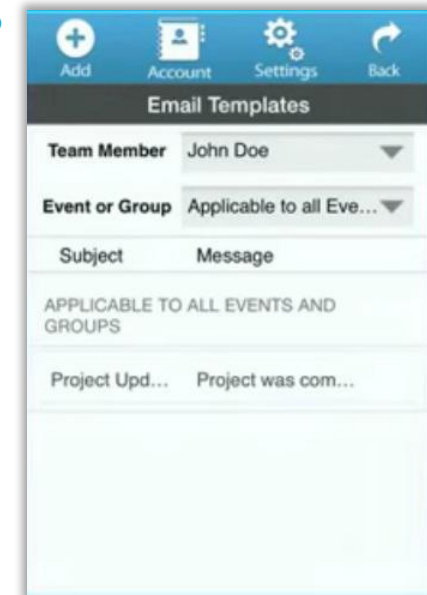 Add Account Settings Back
Email Templates
Team Member John Doe
Event or Group Applicable to all Eve...
Subject Message
APPLICABLE TO ALL EVENTS AND
GROUPS
Project Upd... Project was com...